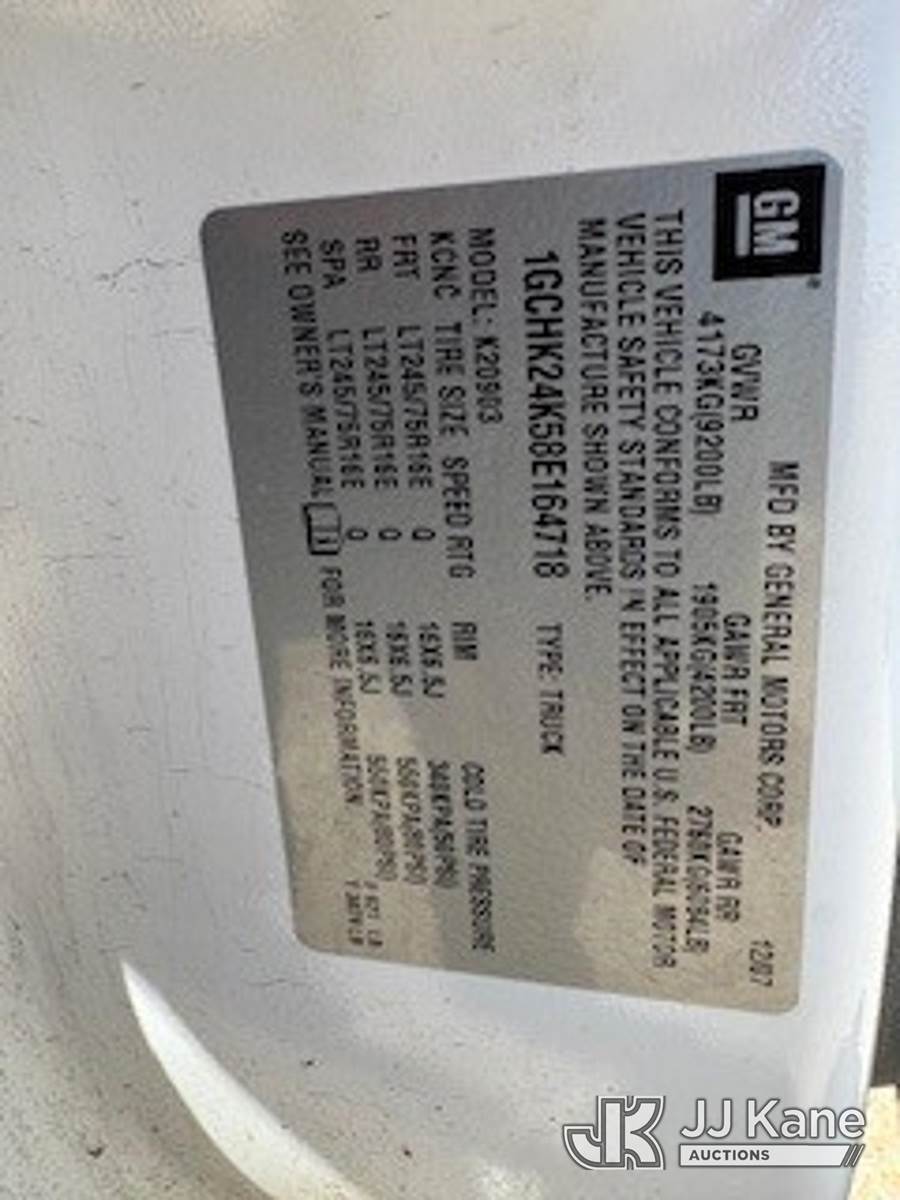 GM
MFD BY GENERAL MOTORS CORP. 12/07
GVWR GAWR FRT GAWR RR
4173KG(9200LB) 1905KG(4200LB) 2760KG(6084LB)
THIS VEHICLE CONFORMS TO ALL APPLICABLE U.S. FEDERAL MOTOR
VEHICLE SAFETY STANDARDS IN EFFECT ON THE DATE OF
MANUFACTURE SHOWN ABOVE.
1GCHK24K58E164718 TYPE: TRUCK
MODEL: K20903
KCNC TIRE SIZE SPEED RTG RIM COLD TIRE PRESSURE
FRT LT245/75R16E Q 16X6.5J
RR LT245/75R16E Q 16X6.5J
SPA LT245/75R16E Q 16X6.5J
SEE OWNER'S MANUAL FOR MORE INFORMATION
JK JJ Kane
AUCTIONS